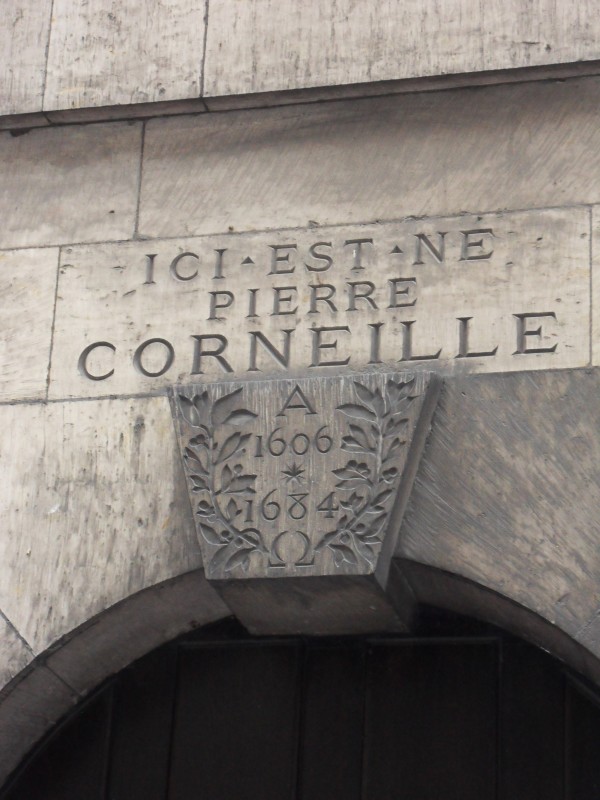 ICI·EST·NE
PIERRE
CORNEILLE
A
1606
*
1684
Ω